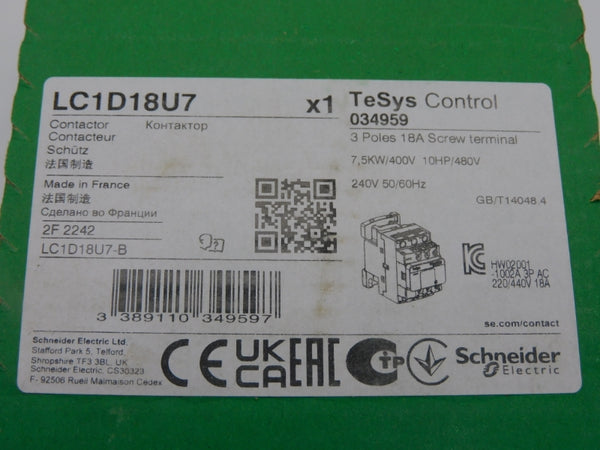 LC1D18U7 x1
Contactor Контактор
Contacteur
Schütz
法国制造
Made in France
法国制造
Сделано во Франции
2F 2242
LC1D18U7-B
3 389110 349597
TeSys Control
034959
3 Poles 18A Screw terminal
7,5KW/400V 10HP/480V
240V 50/60Hz
GB/T14048.4
HW02001
-1002A 3P AC
220/440V 18A
se.com/contact
Schneider Electric Ltd.
Stafford Park 5, Telford,
Shropshire TF3 3BL, UK
Schneider Electric, CS30323
F- 92506 Rueil Malmaison Cedex
CE UK CA EAC
Schneider
Electric